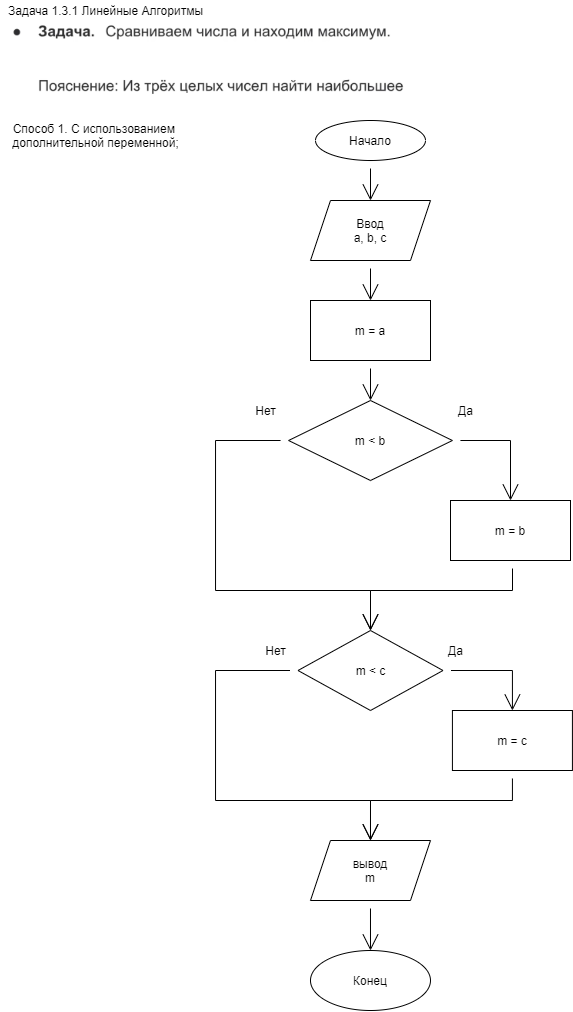 Задача 1.3.1 Линейные Алгоритмы
● Задача. Сравниваем числа и находим максимум.
Пояснение: Из трёх целых чисел найти наибольшее
Способ 1. С использованием
дополнительной переменной;
Начало
Ввод
a, b, c
m = a
Нет
Да
m < b
m = b
Нет
Да
m < c
m = c
вывод
m
Конец